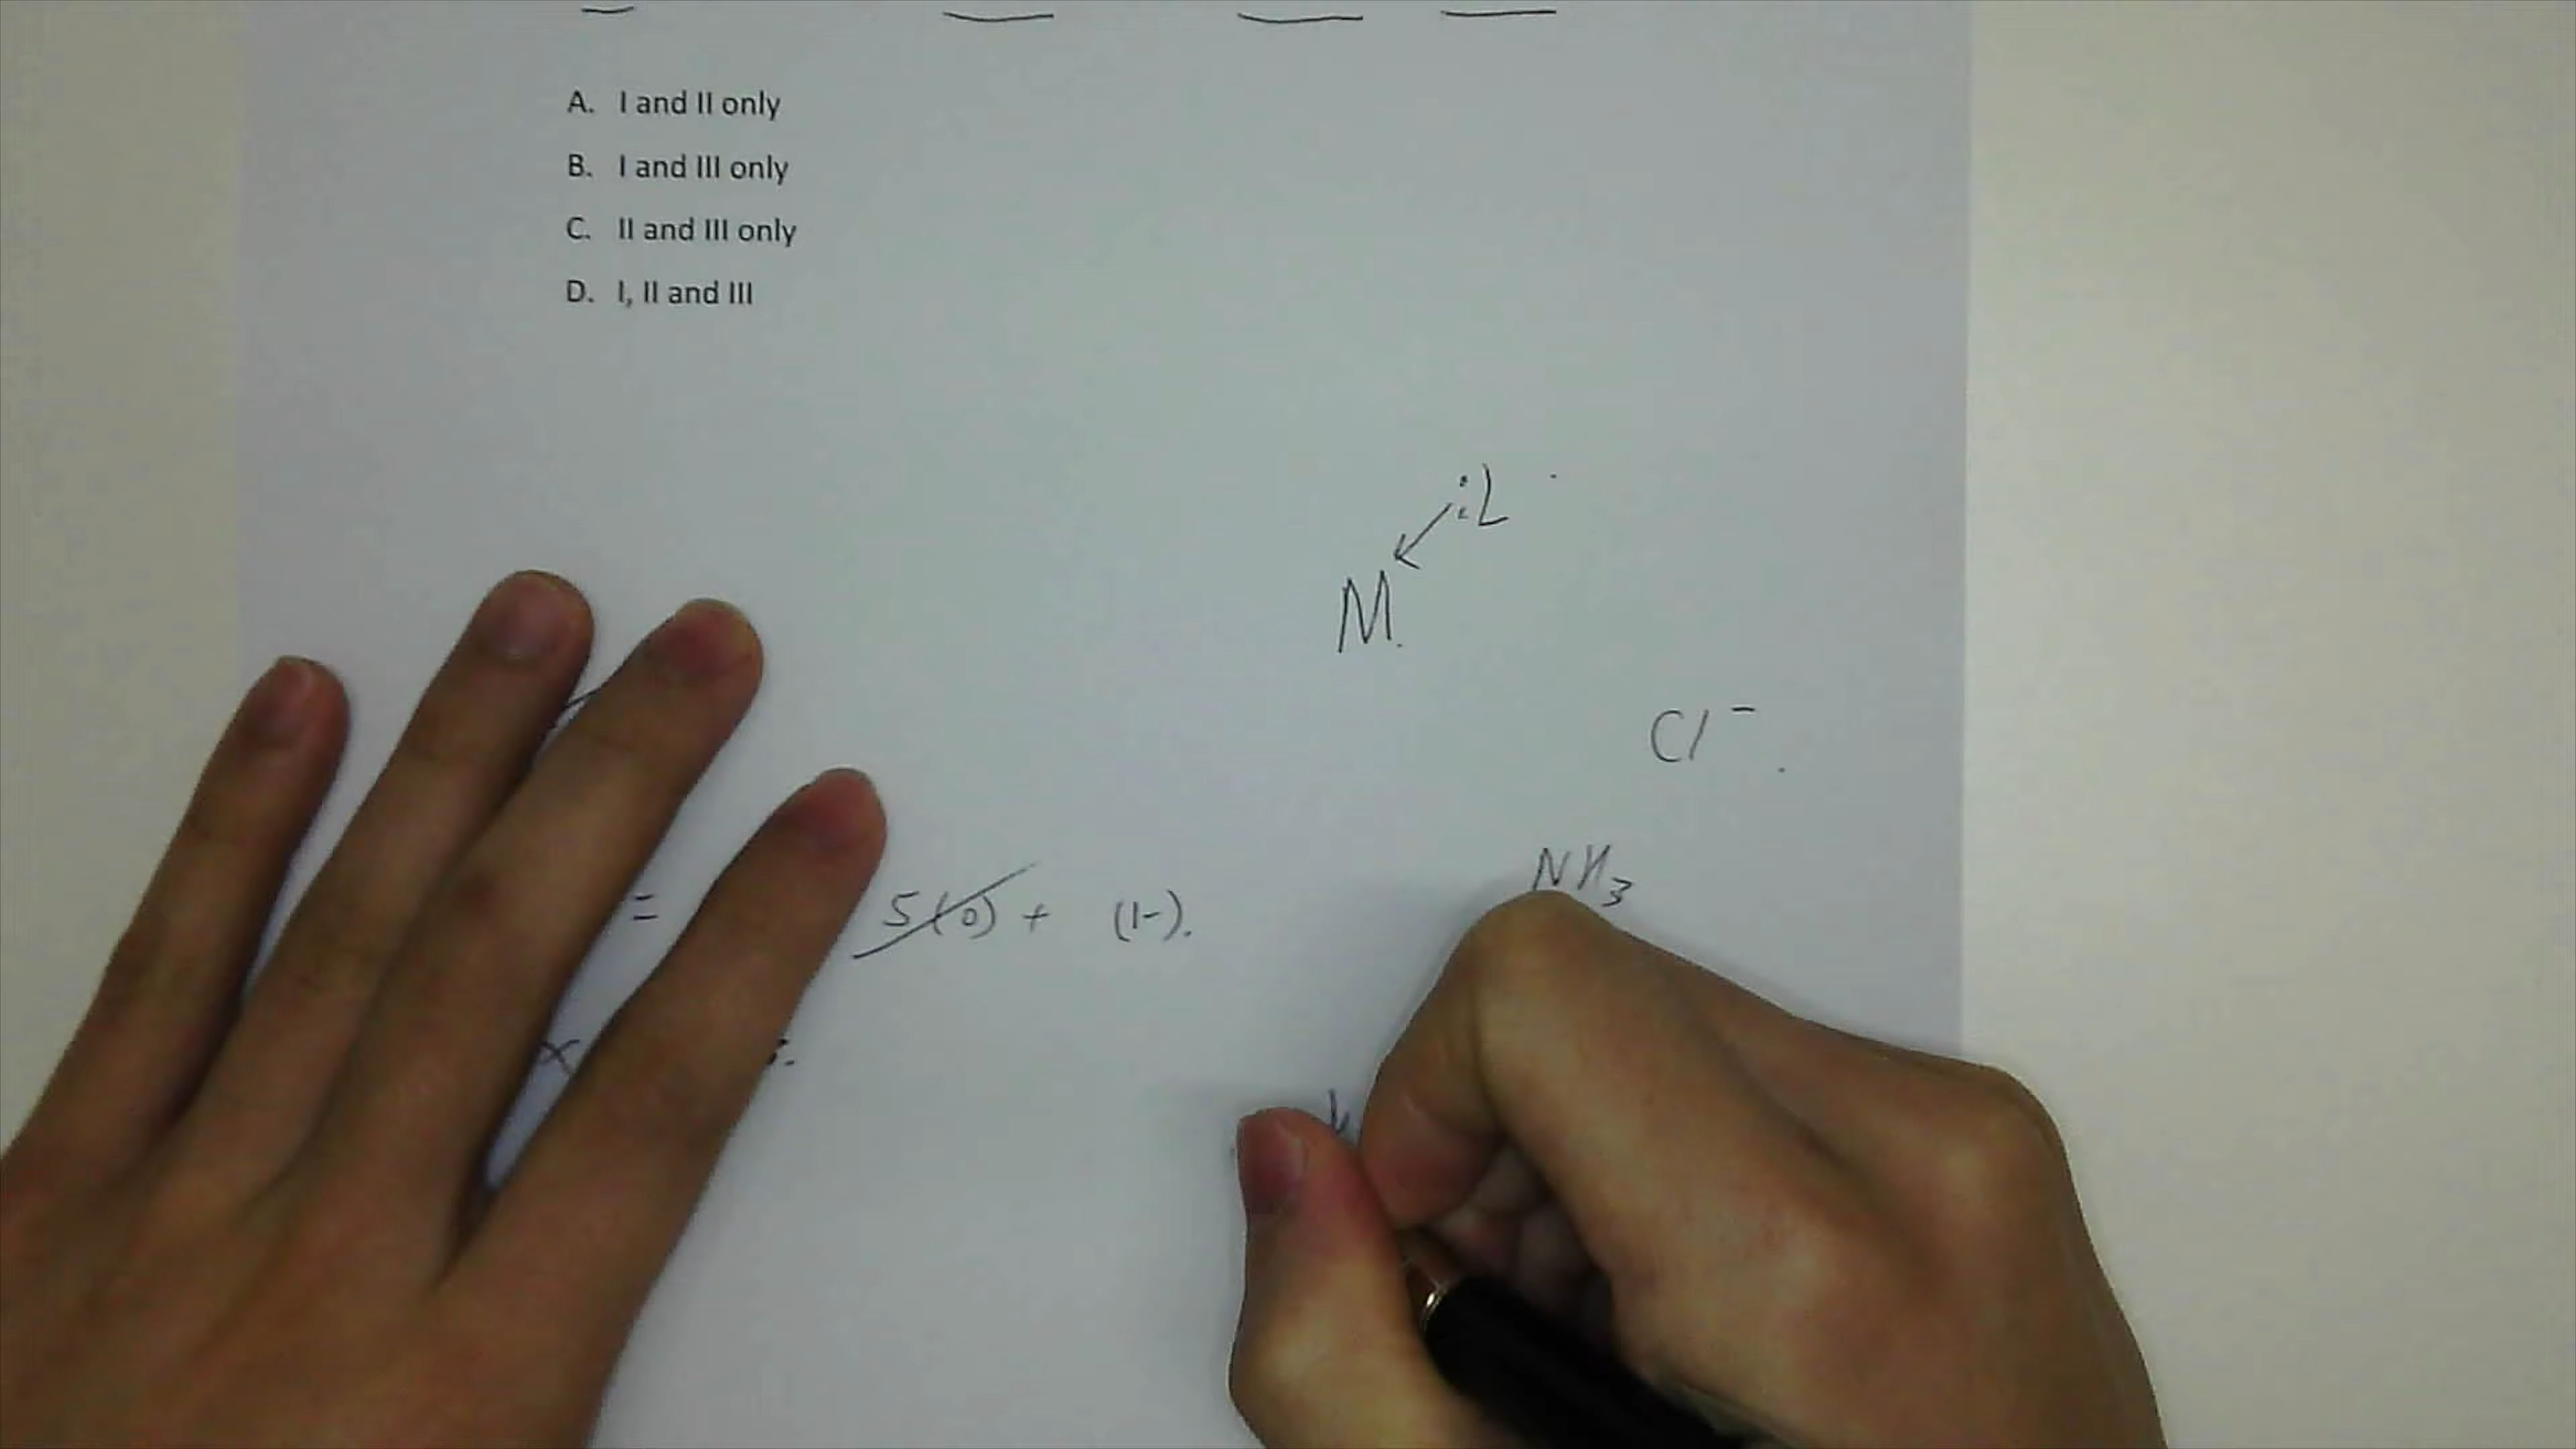 A. I and II only
B. I and III only
C. II and III only
D. I, II and III
:L
M.
Cl⁻.
NH₃
= 5(0) + (1-).
x